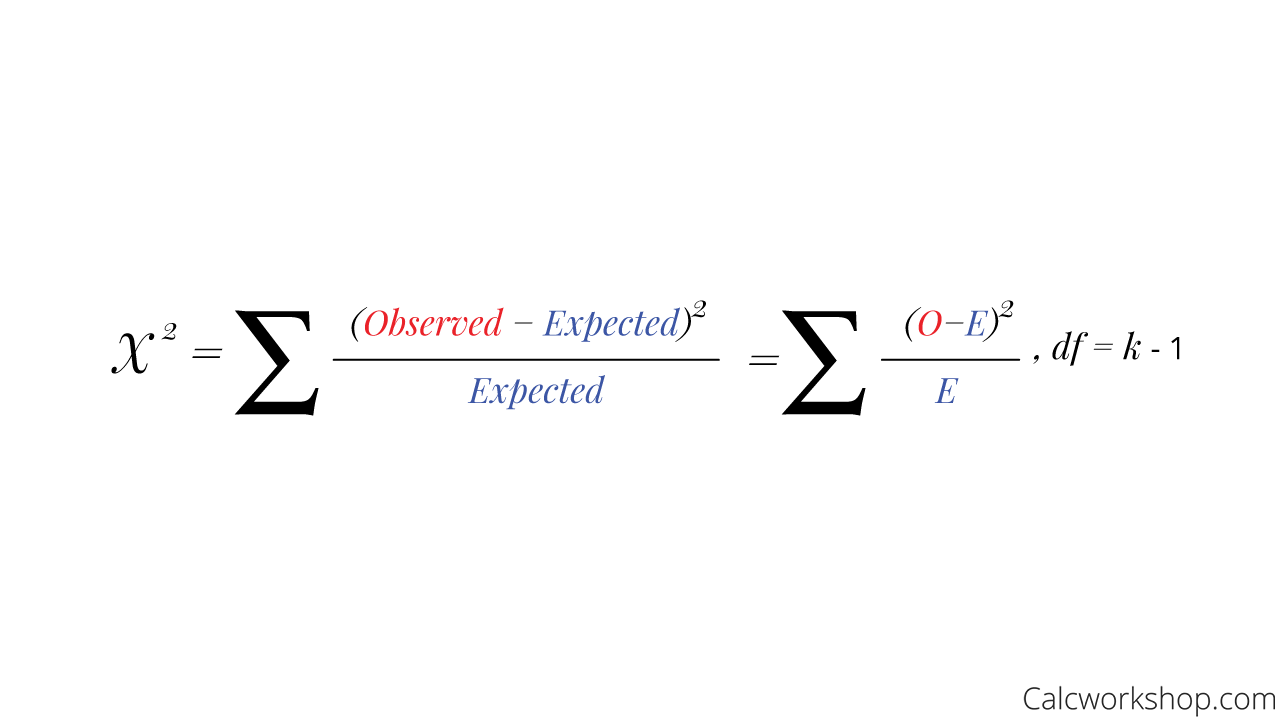 χ² = ∑ (Observed − Expected)² / Expected = ∑ (O−E)² / E , df = k - 1
Calcworkshop.com